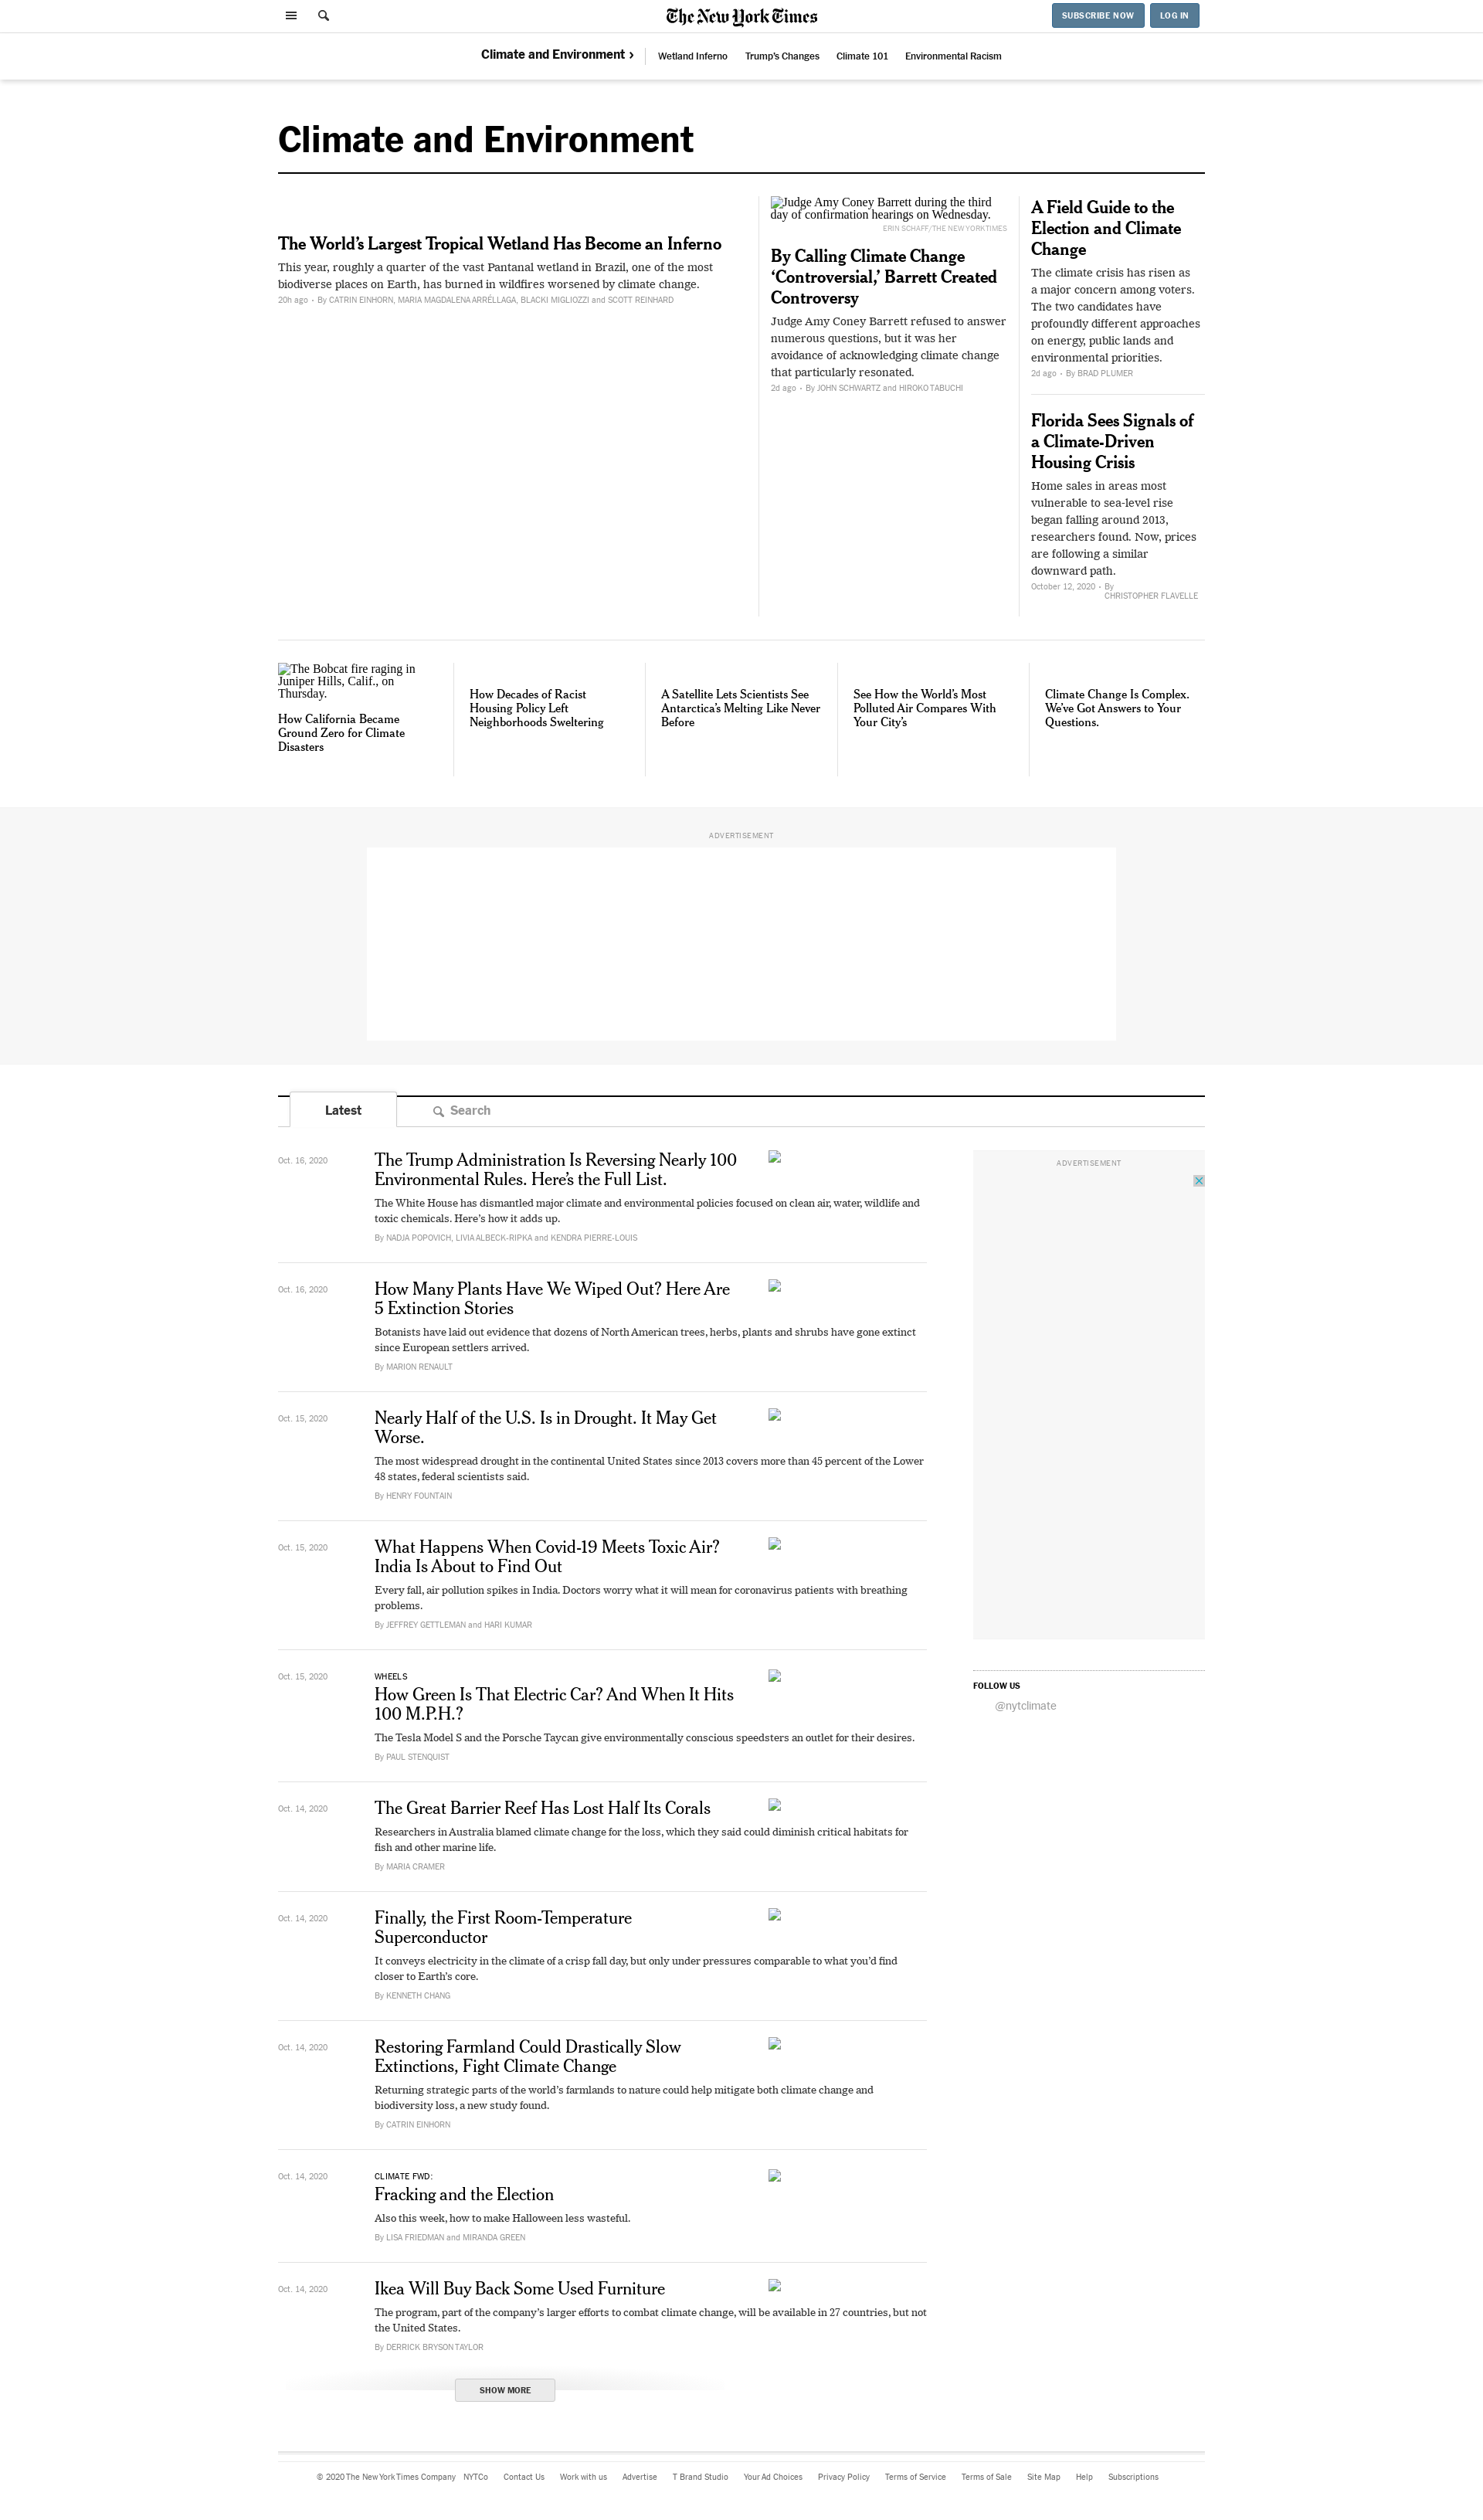 The New York Times
SUBSCRIBE NOW
LOG IN
Climate and Environment ›
Wetland Inferno
Trump's Changes
Climate 101
Environmental Racism
Climate and Environment
The World's Largest Tropical Wetland Has Become an Inferno
This year, roughly a quarter of the vast Pantanal wetland in Brazil, one of the most
biodiverse places on Earth, has burned in wildfires worsened by climate change.
20h ago • By CATRIN EINHORN, MARIA MAGDALENA ARRÉLLAGA, BLACKI MIGLIOZZI and SCOTT REINHARD
Judge Amy Coney Barrett during the third
day of confirmation hearings on Wednesday.
ERIN SCHAFF/THE NEW YORK TIMES
By Calling Climate Change
‘Controversial,’ Barrett Created
Controversy
Judge Amy Coney Barrett refused to answer
numerous questions, but it was her
avoidance of acknowledging climate change
that particularly resonated.
2d ago • By JOHN SCHWARTZ and HIROKO TABUCHI
A Field Guide to the
Election and Climate
Change
The climate crisis has risen as
a major concern among voters.
The two candidates have
profoundly different approaches
on energy, public lands and
environmental priorities.
2d ago • By BRAD PLUMER
Florida Sees Signals of
a Climate-Driven
Housing Crisis
Home sales in areas most
vulnerable to sea-level rise
began falling around 2013,
researchers found. Now, prices
are following a similar
downward path.
October 12, 2020 • By
CHRISTOPHER FLAVELLE
The Bobcat fire raging in
Juniper Hills, Calif., on
Thursday.
How California Became
Ground Zero for Climate
Disasters
How Decades of Racist
Housing Policy Left
Neighborhoods Sweltering
A Satellite Lets Scientists See
Antarctica's Melting Like Never
Before
See How the World's Most
Polluted Air Compares With
Your City's
Climate Change Is Complex.
We've Got Answers to Your
Questions.
ADVERTISEMENT
Latest
Search
Oct. 16, 2020
The Trump Administration Is Reversing Nearly 100
Environmental Rules. Here's the Full List.
The White House has dismantled major climate and environmental policies focused on clean air, water, wildlife and
toxic chemicals. Here's how it adds up.
By NADJA POPOVICH, LIVIA ALBECK-RIPKA and KENDRA PIERRE-LOUIS
ADVERTISEMENT
Oct. 16, 2020
How Many Plants Have We Wiped Out? Here Are
5 Extinction Stories
Botanists have laid out evidence that dozens of North American trees, herbs, plants and shrubs have gone extinct
since European settlers arrived.
By MARION RENAULT
Oct. 15, 2020
Nearly Half of the U.S. Is in Drought. It May Get
Worse.
The most widespread drought in the continental United States since 2013 covers more than 45 percent of the Lower
48 states, federal scientists said.
By HENRY FOUNTAIN
Oct. 15, 2020
What Happens When Covid-19 Meets Toxic Air?
India Is About to Find Out
Every fall, air pollution spikes in India. Doctors worry what it will mean for coronavirus patients with breathing
problems.
By JEFFREY GETTLEMAN and HARI KUMAR
Oct. 15, 2020
WHEELS
How Green Is That Electric Car? And When It Hits
100 M.P.H.?
The Tesla Model S and the Porsche Taycan give environmentally conscious speedsters an outlet for their desires.
By PAUL STENQUIST
FOLLOW US
@nytclimate
Oct. 14, 2020
The Great Barrier Reef Has Lost Half Its Corals
Researchers in Australia blamed climate change for the loss, which they said could diminish critical habitats for
fish and other marine life.
By MARIA CRAMER
Oct. 14, 2020
Finally, the First Room-Temperature
Superconductor
It conveys electricity in the climate of a crisp fall day, but only under pressures comparable to what you'd find
closer to Earth's core.
By KENNETH CHANG
Oct. 14, 2020
Restoring Farmland Could Drastically Slow
Extinctions, Fight Climate Change
Returning strategic parts of the world's farmlands to nature could help mitigate both climate change and
biodiversity loss, a new study found.
By CATRIN EINHORN
Oct. 14, 2020
CLIMATE FWD:
Fracking and the Election
Also this week, how to make Halloween less wasteful.
By LISA FRIEDMAN and MIRANDA GREEN
Oct. 14, 2020
Ikea Will Buy Back Some Used Furniture
The program, part of the company's larger efforts to combat climate change, will be available in 27 countries, but not
the United States.
By DERRICK BRYSON TAYLOR
SHOW MORE
© 2020 The New York Times Company NYTCo Contact Us Work with us Advertise T Brand Studio Your Ad Choices Privacy Policy Terms of Service Terms of Sale Site Map Help Subscriptions